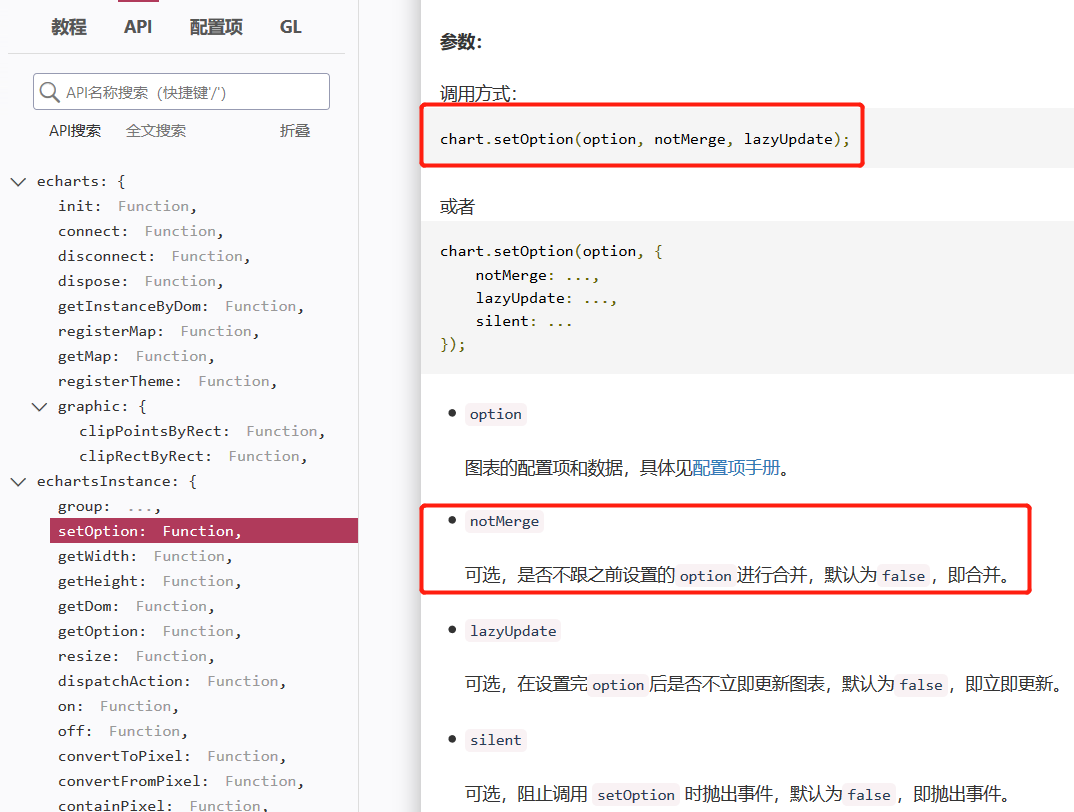 教程 API 配置项 GL
API名称搜索（快捷键'/'）
API搜索 全文搜索 折叠
echarts: {
init: Function,
connect: Function,
disconnect: Function,
dispose: Function,
getInstanceByDom: Function,
registerMap: Function,
getMap: Function,
registerTheme: Function,
graphic: {
clipPointsByRect: Function,
clipRectByRect: Function,
echartsInstance: {
group: ...,
setOption: Function,
getWidth: Function,
getHeight: Function,
getDom: Function,
getOption: Function,
resize: Function,
dispatchAction: Function,
on: Function,
off: Function,
convertToPixel: Function,
convertFromPixel: Function,
containPixel: Function,
参数：
调用方式：
chart.setOption(option, notMerge, lazyUpdate);
或者
chart.setOption(option, {
notMerge: ...,
lazyUpdate: ...,
silent: ...
});
option
图表的配置项和数据，具体见配置项手册。
notMerge
可选，是否不跟之前设置的 option 进行合并，默认为 false ，即合并。
lazyUpdate
可选，在设置完 option 后是否不立即更新图表，默认为 false ，即立即更新。
silent
可选，阻止调用 setOption 时抛出事件，默认为 false ，即抛出事件。